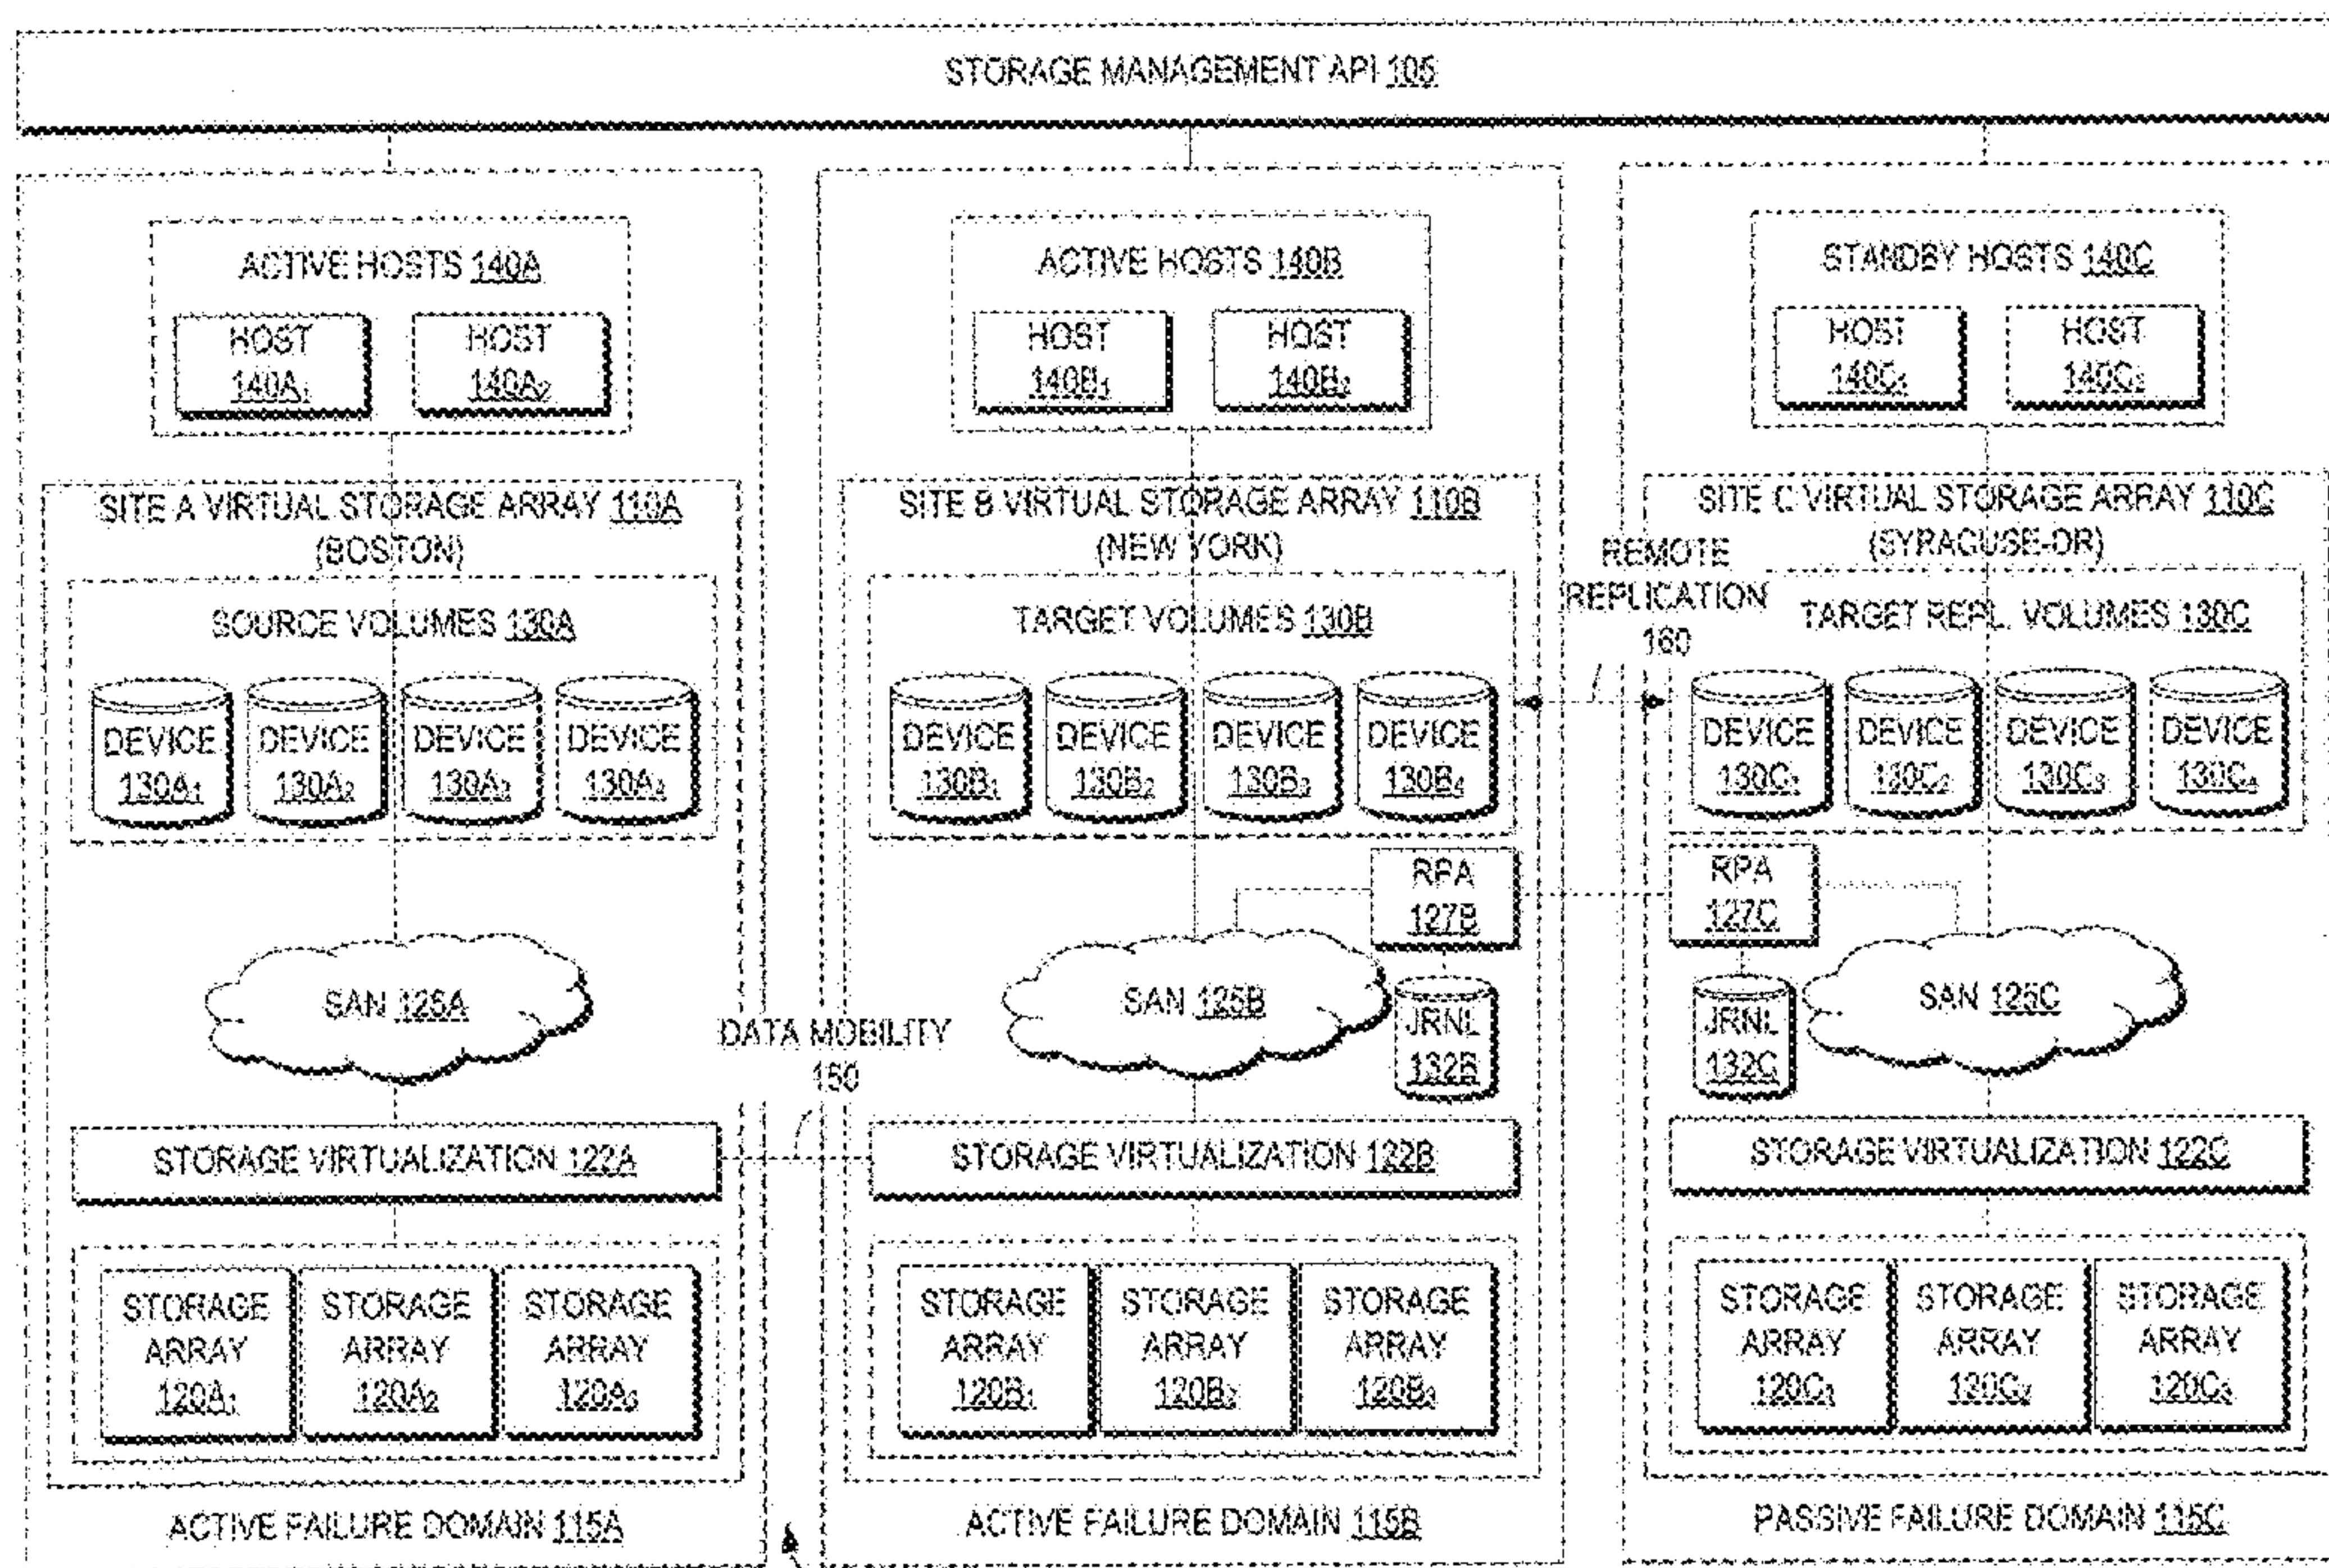 STORAGE MANAGEMENT API 105
ACTIVE HOSTS 140A
HOST
140A1
HOST
140A2
SITE A VIRTUAL STORAGE ARRAY 110A
(BOSTON)
SOURCE VOLUMES 130A
DEVICE
130A1
DEVICE
130A2
DEVICE
130A3
DEVICE
SAN 125A
STORAGE VIRTUALIZATION 122A
STORAGE
ARRAY
120A1
STORAGE
ARRAY
120A2
STORAGE
ARRAY
120A3
ACTIVE FAILURE DOMAIN 115A
DATA MOBILITY
150
ACTIVE HOSTS 140B
HOST
140B1
HOST
140B2
SITE B VIRTUAL STORAGE ARRAY 110B
(NEW YORK)
TARGET VOLUMES 130B
DEVICE
130B1
DEVICE
130B2
DEVICE
130B3
DEVICE
130B4
RPA
127B
SAN 125B
JRNL
132B
STORAGE VIRTUALIZATION 122B
STORAGE
ARRAY
120B1
STORAGE
ARRAY
120B2
STORAGE
ARRAY
120B3
ACTIVE FAILURE DOMAIN 115B
REMOTE
REPLICATION
160
STANDBY HOSTS 140C
HOST
140C1
HOST
140C2
SITE C VIRTUAL STORAGE ARRAY 110C
(SYRACUSE-DR)
TARGET REPL. VOLUMES 130C
DEVICE
130C1
DEVICE
130C2
DEVICE
130C3
DEVICE
130C4
RPA
127C
SAN 125C
JRNL
132C
STORAGE VIRTUALIZATION 122C
STORAGE
ARRAY
120C1
STORAGE
ARRAY
120C2
STORAGE
ARRAY
120C3
PASSIVE FAILURE DOMAIN 115C